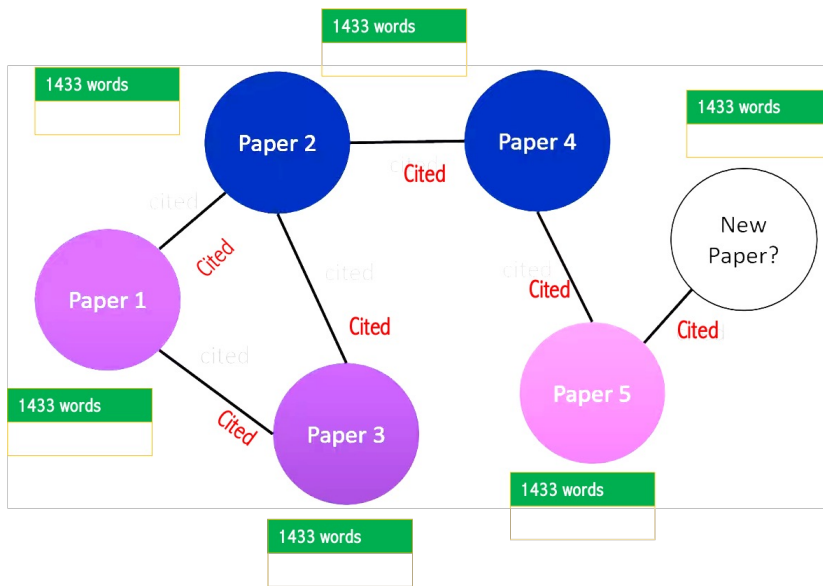 1433 words
1433 words
1433 words
Paper 2
Paper 4
cited
Cited
cited
Cited
New
Paper?
Paper 1
cited
Cited
cited
Cited
Cited
cited
Cited
Paper 5
1433 words
Paper 3
1433 words
1433 words